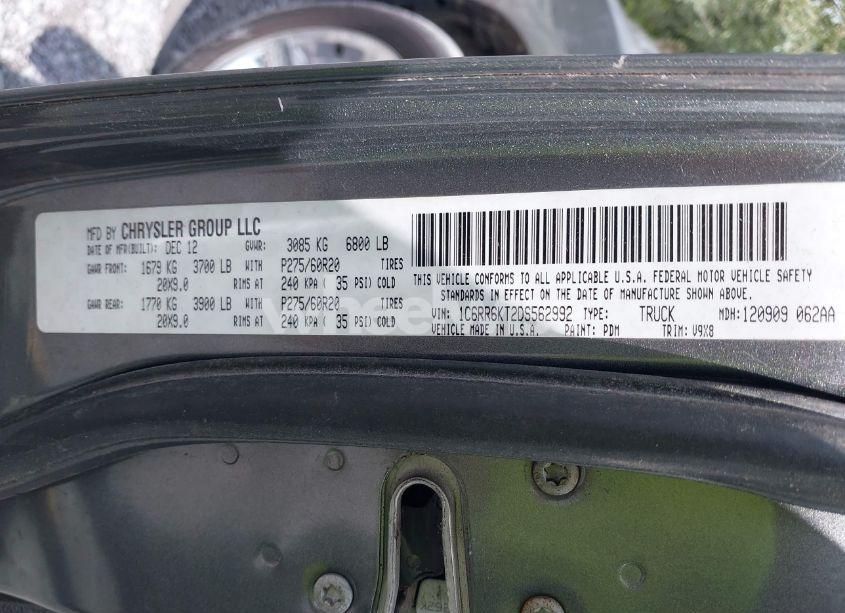 MFD BY CHRYSLER GROUP LLC
DATE OF MFR(BUILT): DEC 12 GVWR: 3085 KG 6800 LB
GAWR FRONT: 1679 KG 3700 LB WITH P275/60R20 TIRES
20X9.0 RIMS AT 240 KPA ( 35 PSI) COLD
GAWR REAR: 1770 KG 3900 LB WITH P275/60R20 TIRES
20X9.0 RIMS AT 240 KPA ( 35 PSI) COLD
THIS VEHICLE CONFORMS TO ALL APPLICABLE U.S.A. FEDERAL MOTOR VEHICLE SAFETY
STANDARDS IN EFFECT ON THE DATE OF MANUFACTURE SHOWN ABOVE.
VIN: 1C6RR6KT2DS562992 TYPE: TRUCK MDH: 120909 062AA
VEHICLE MADE IN U.S.A. PAINT: PDM TRIM: V9X8